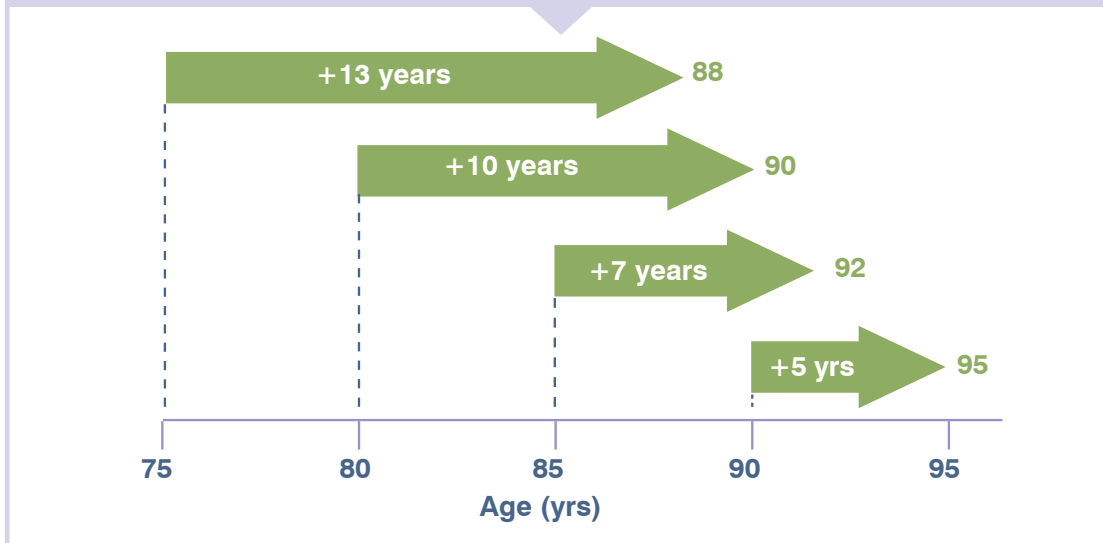 +13 years 88
+10 years 90
+7 years 92
+5 yrs 95
75 80 85 90 95
Age (yrs)